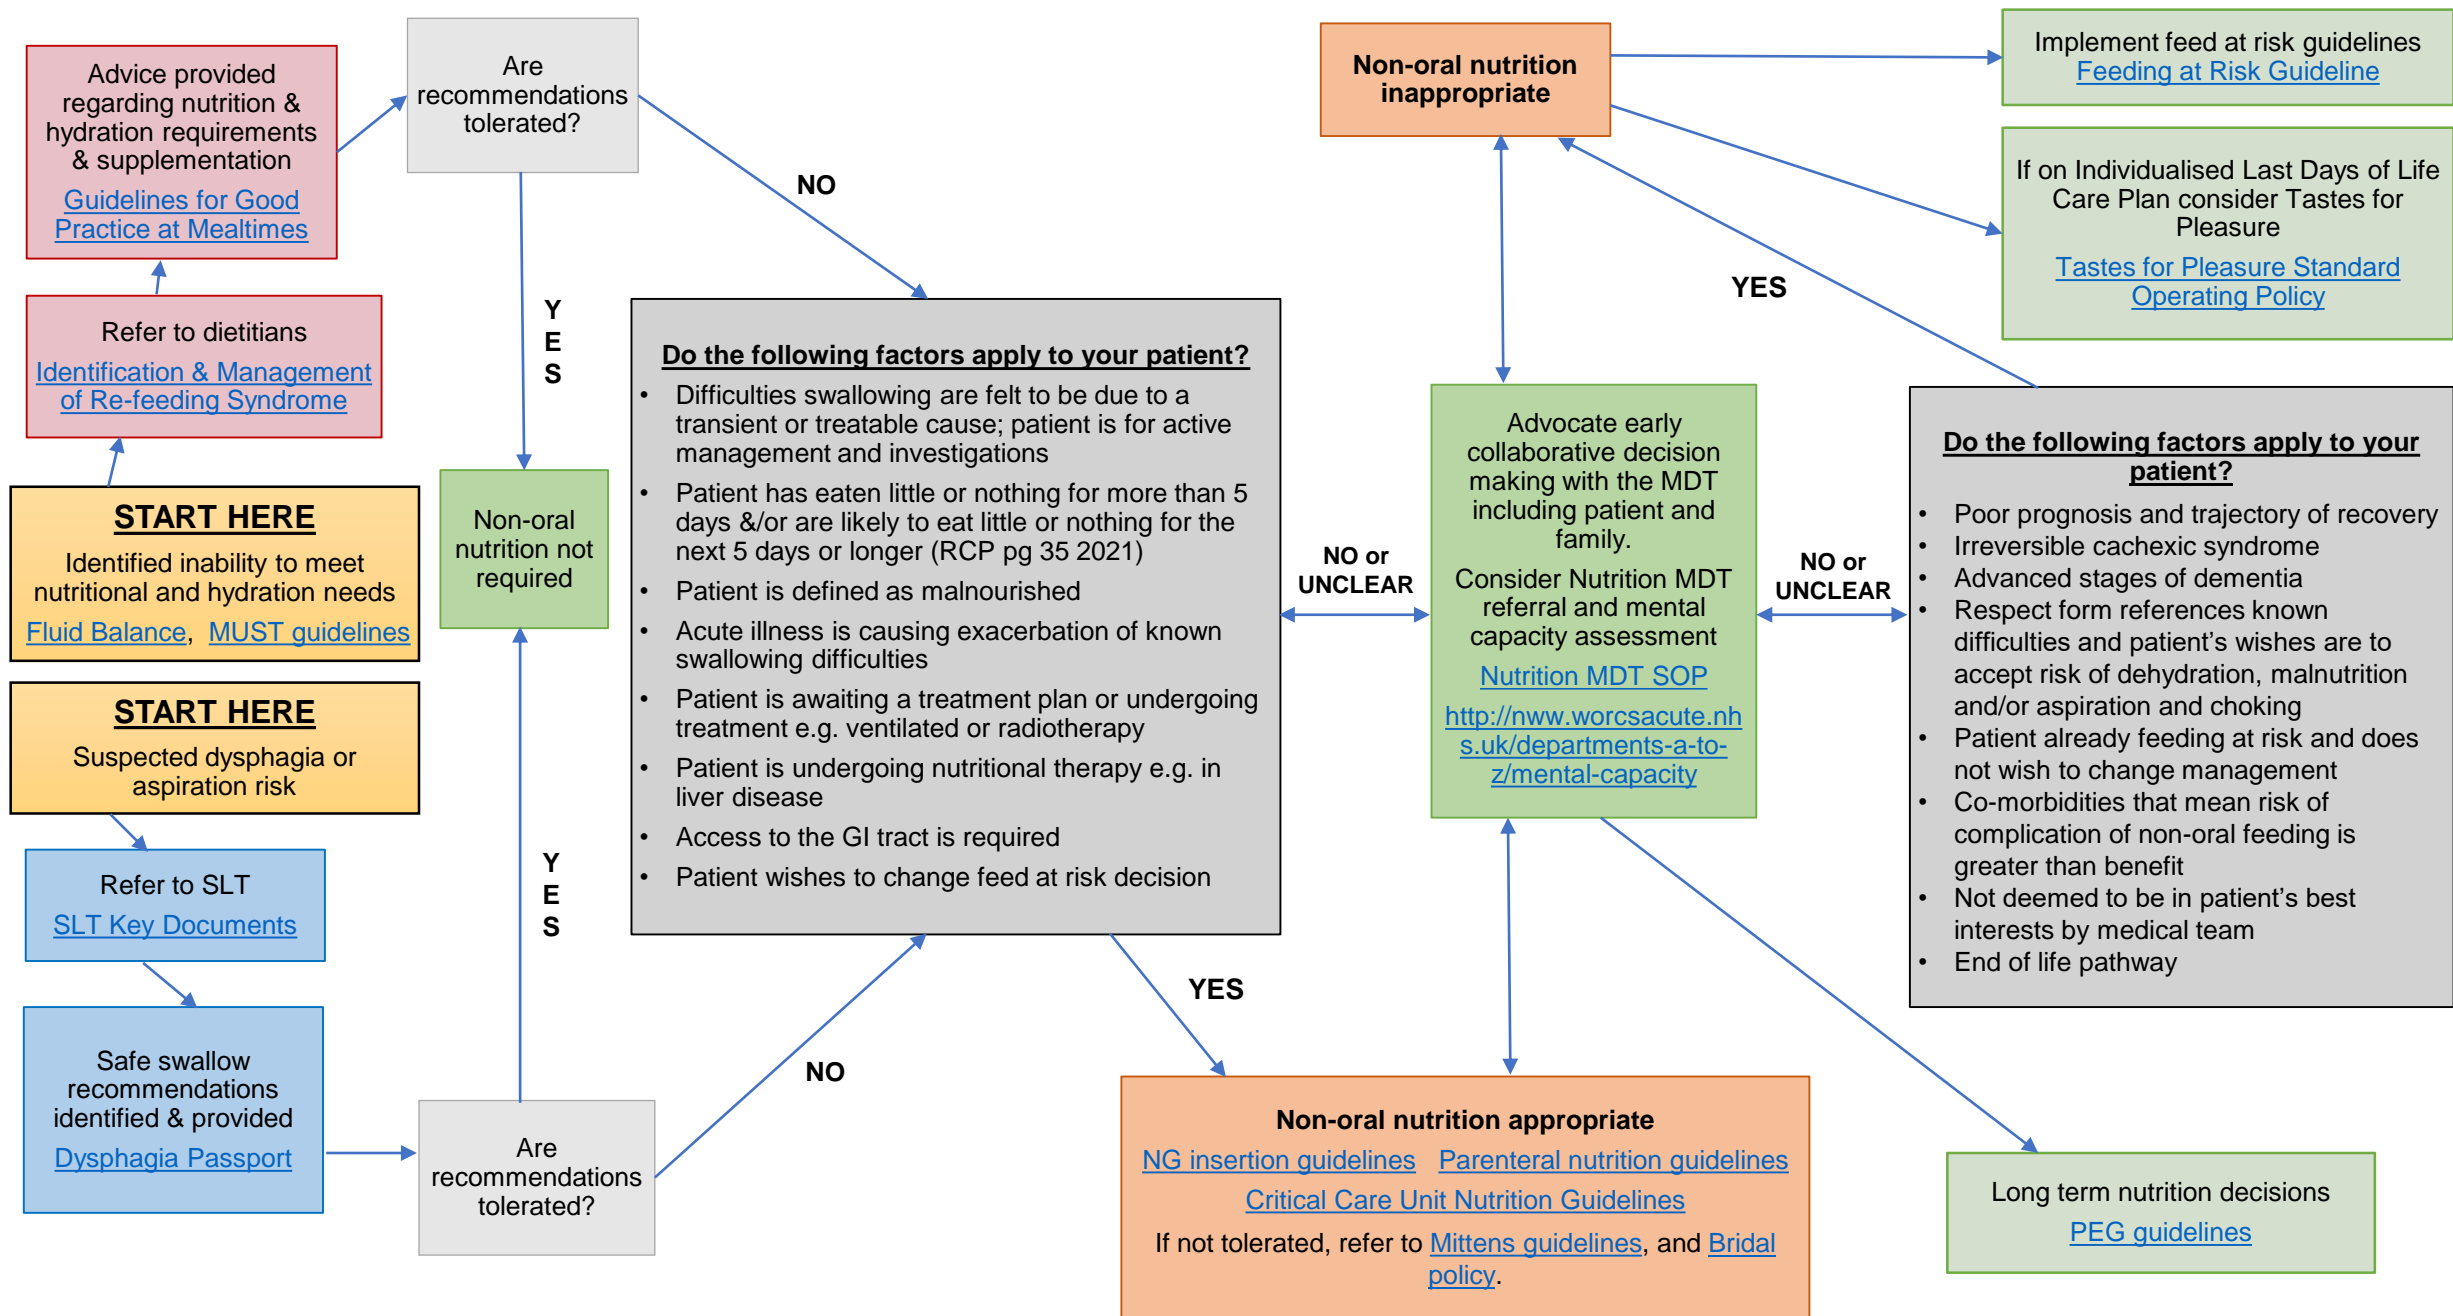 Advice provided
regarding nutrition &
hydration requirements
& supplementation
Guidelines for Good
Practice at Mealtimes
Refer to dietitians
Identification & Management
of Re-feeding Syndrome
START HERE
Identified inability to meet
nutritional and hydration needs
Fluid Balance, MUST guidelines
START HERE
Suspected dysphagia or
aspiration risk
Refer to SLT
SLT Key Documents
Safe swallow
recommendations
identified & provided
Dysphagia Passport
Are
recommendations
tolerated?
NO
Y
E
S
Non-oral
nutrition not
required
Y
E
S
Are
recommendations
tolerated?
NO
Do the following factors apply to your patient?
• Difficulties swallowing are felt to be due to a
transient or treatable cause; patient is for active
management and investigations
• Patient has eaten little or nothing for more than 5
days &/or are likely to eat little or nothing for the
next 5 days or longer (RCP pg 35 2021)
• Patient is defined as malnourished
• Acute illness is causing exacerbation of known
swallowing difficulties
• Patient is awaiting a treatment plan or undergoing
treatment e.g. ventilated or radiotherapy
• Patient is undergoing nutritional therapy e.g. in
liver disease
• Access to the GI tract is required
• Patient wishes to change feed at risk decision
YES
NO or
UNCLEAR
Non-oral nutrition
inappropriate
Advocate early
collaborative decision
making with the MDT
including patient and
family.
Consider Nutrition MDT
referral and mental
capacity assessment
Nutrition MDT SOP
http://nww.worcsacute.nh
s.uk/departments-a-to-
z/mental-capacity
Non-oral nutrition appropriate
NG insertion guidelines Parenteral nutrition guidelines
Critical Care Unit Nutrition Guidelines
If not tolerated, refer to Mittens guidelines, and Bridal
policy.
NO or
UNCLEAR
YES
Implement feed at risk guidelines
Feeding at Risk Guideline
If on Individualised Last Days of Life
Care Plan consider Tastes for
Pleasure
Tastes for Pleasure Standard
Operating Policy
Do the following factors apply to your
patient?
• Poor prognosis and trajectory of recovery
• Irreversible cachexic syndrome
• Advanced stages of dementia
• Respect form references known
difficulties and patient’s wishes are to
accept risk of dehydration, malnutrition
and/or aspiration and choking
• Patient already feeding at risk and does
not wish to change management
• Co-morbidities that mean risk of
complication of non-oral feeding is
greater than benefit
• Not deemed to be in patient’s best
interests by medical team
• End of life pathway
Long term nutrition decisions
PEG guidelines